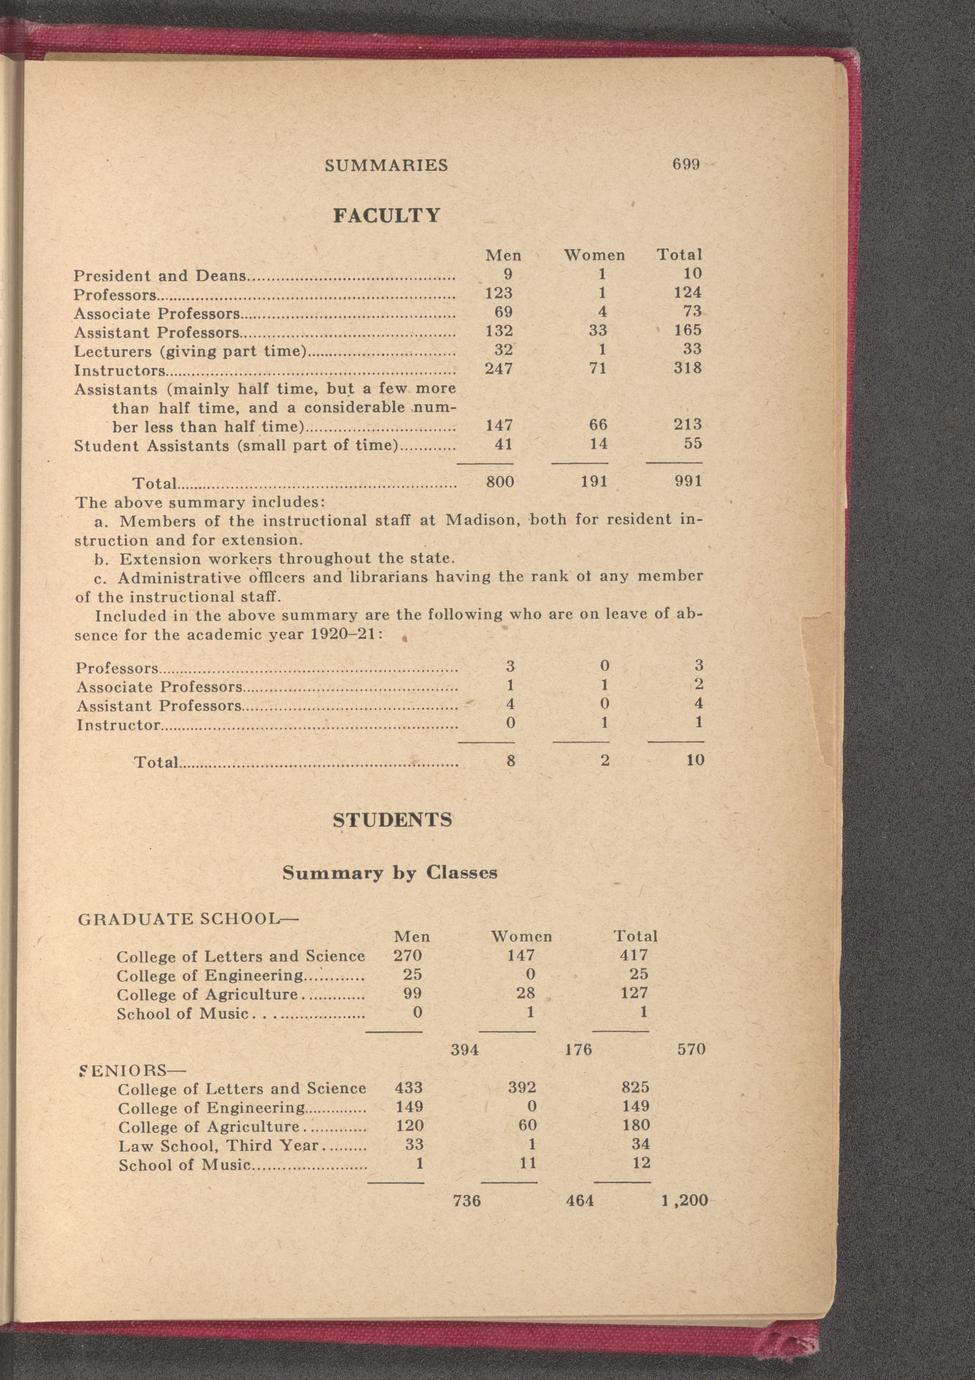 SUMMARIES 699
FACULTY
Men Women Total
President and Deans 9 1 10
Professors 123 1 124
Associate Professors 69 4 73
Assistant Professors 132 33 165
Lecturers (giving part time) 32 1 33
Instructors 247 71 318
Assistants (mainly half time, but a few more
than half time, and a considerable num-
ber less than half time) 147 66 213
Student Assistants (small part of time) 41 14 55
Total 800 191 991
The above summary includes:
a. Members of the instructional staff at Madison, both for resident in-
struction and for extension.
b. Extension workers throughout the state.
c. Administrative officers and librarians having the rank of any member
of the instructional staff.
Included in the above summary are the following who are on leave of ab-
sence for the academic year 1920–21:
Professors 3 0 3
Associate Professors 1 1 2
Assistant Professors 4 0 4
Instructor 0 1 1
Total 8 2 10
STUDENTS
Summary by Classes
GRADUATE SCHOOL—
Men Women Total
College of Letters and Science 270 147 417
College of Engineering 25 0 25
College of Agriculture 99 28 127
School of Music 0 1 1
394 176 570
SENIORS—
College of Letters and Science 433 392 825
College of Engineering 149 0 149
College of Agriculture 120 60 180
Law School, Third Year 33 1 34
School of Music 1 11 12
736 464 1,200